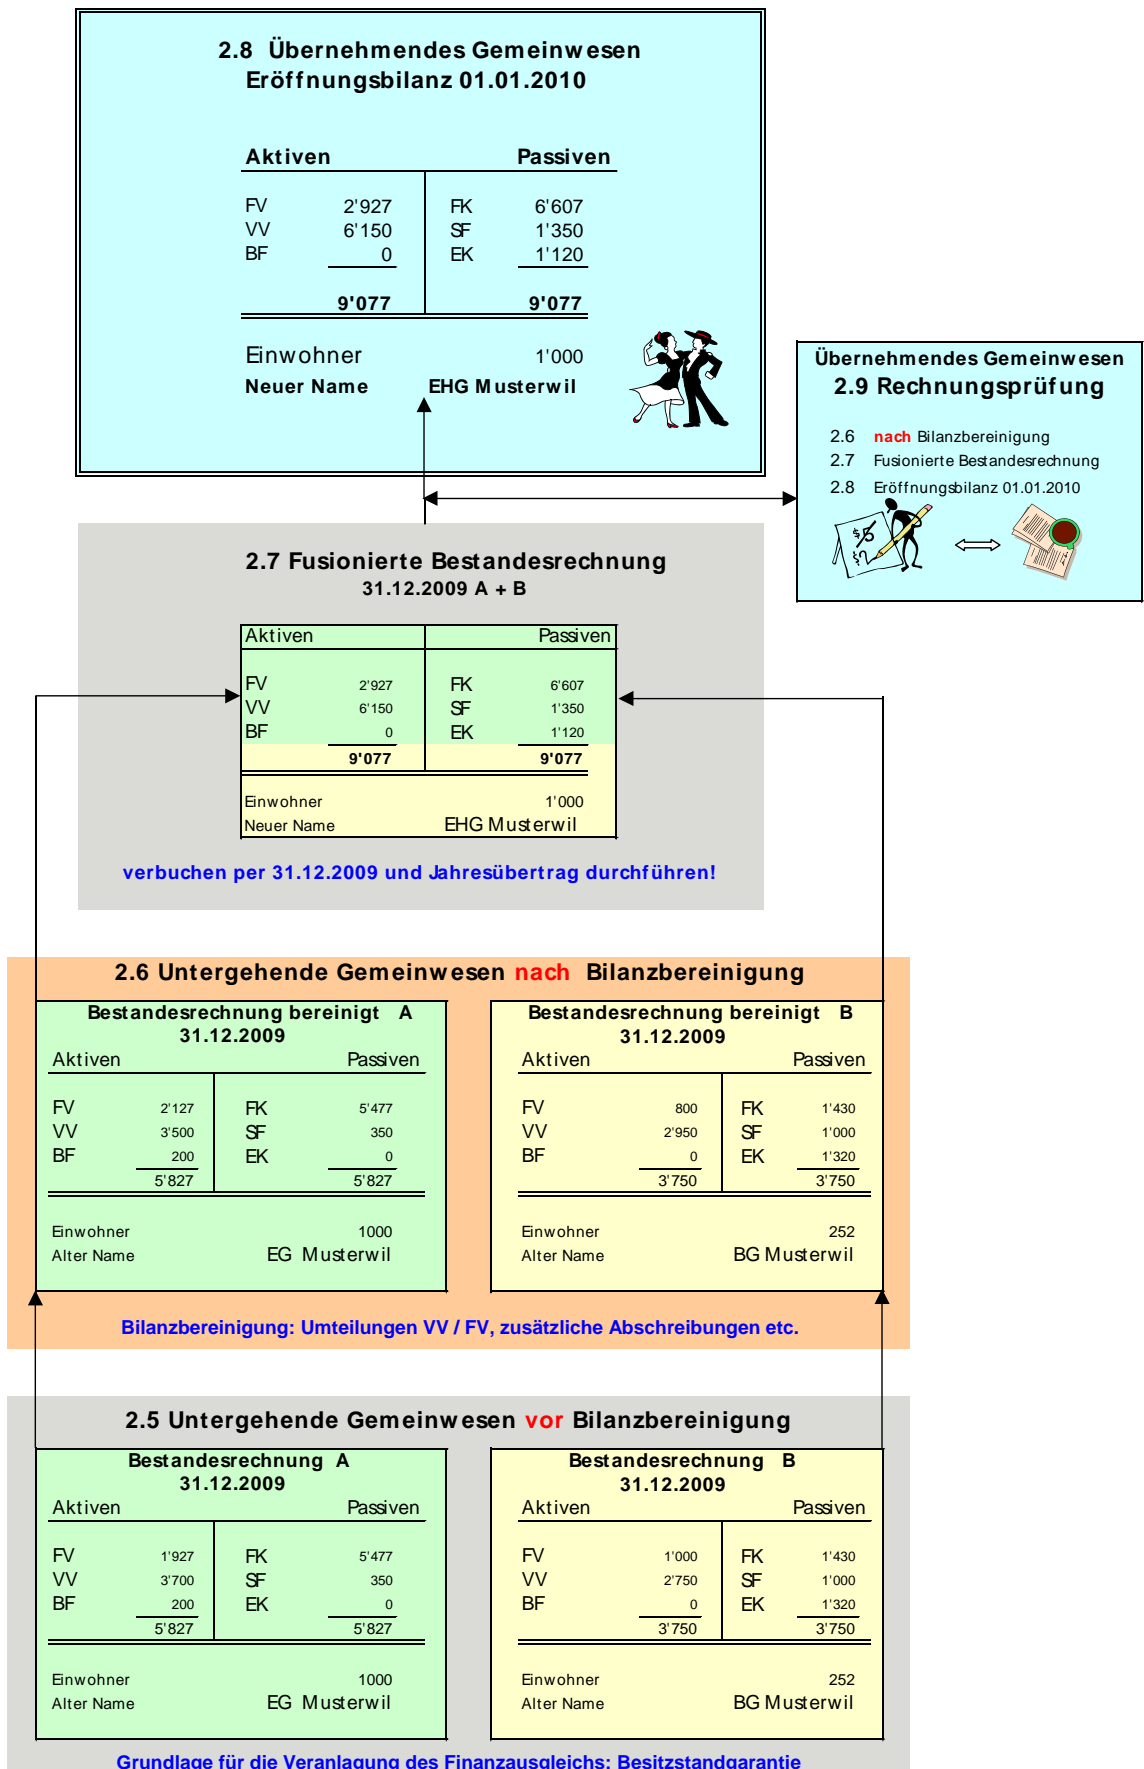 2.8 Übernehmendes Gemeinwesen
Eröffnungsbilanz 01.01.2010
Aktiven Passiven
FV 2'927 FK 6'607
VV 6'150 SF 1'350
BF 0 EK 1'120
9'077 9'077
Einwohner 1'000
Neuer Name EHG Musterwil
Übernehmendes Gemeinwesen
2.9 Rechnungsprüfung
2.6 nach Bilanzbereinigung
2.7 Fusionierte Bestandesrechnung
2.8 Eröffnungsbilanz 01.01.2010
$5
$7
2.7 Fusionierte Bestandesrechnung
31.12.2009 A + B
Aktiven Passiven
FV 2'927 FK 6'607
VV 6'150 SF 1'350
BF 0 EK 1'120
9'077 9'077
Einwohner 1'000
Neuer Name EHG Musterwil
verbuchen per 31.12.2009 und Jahresübertrag durchführen!
2.6 Untergehende Gemeinwesen nach Bilanzbereinigung
Bestandesrechnung bereinigt A
31.12.2009
Aktiven Passiven
FV 2'127 FK 5'477
VV 3'500 SF 350
BF 200 EK 0
5'827 5'827
Einwohner 1000
Alter Name EG Musterwil
Bestandesrechnung bereinigt B
31.12.2009
Aktiven Passiven
FV 800 FK 1'430
VV 2'950 SF 1'000
BF 0 EK 1'320
3'750 3'750
Einwohner 252
Alter Name BG Musterwil
Bilanzbereinigung: Umteilungen VV / FV, zusätzliche Abschreibungen etc.
2.5 Untergehende Gemeinwesen vor Bilanzbereinigung
Bestandesrechnung A
31.12.2009
Aktiven Passiven
FV 1'927 FK 5'477
VV 3'700 SF 350
BF 200 EK 0
5'827 5'827
Einwohner 1000
Alter Name EG Musterwil
Bestandesrechnung B
31.12.2009
Aktiven Passiven
FV 1'000 FK 1'430
VV 2'750 SF 1'000
BF 0 EK 1'320
3'750 3'750
Einwohner 252
Alter Name BG Musterwil
Grundlage für die Veranlagung des Finanzausgleichs: Besitzstandgarantie